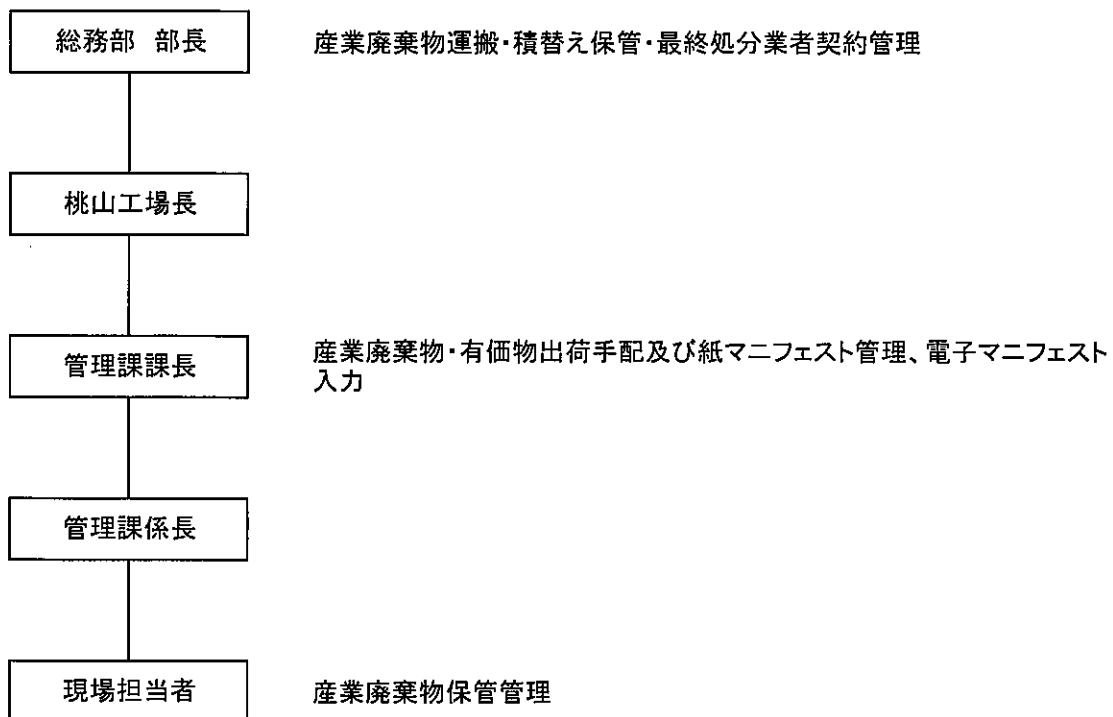 総務部 部長 産業廃棄物運搬・積替え保管・最終処分業者契約管理
桃山工場長
管理課課長 産業廃棄物・有価物出荷手配及び紙マニフェスト管理、電子マニフェスト
入力
管理課係長
現場担当者 産業廃棄物保管管理